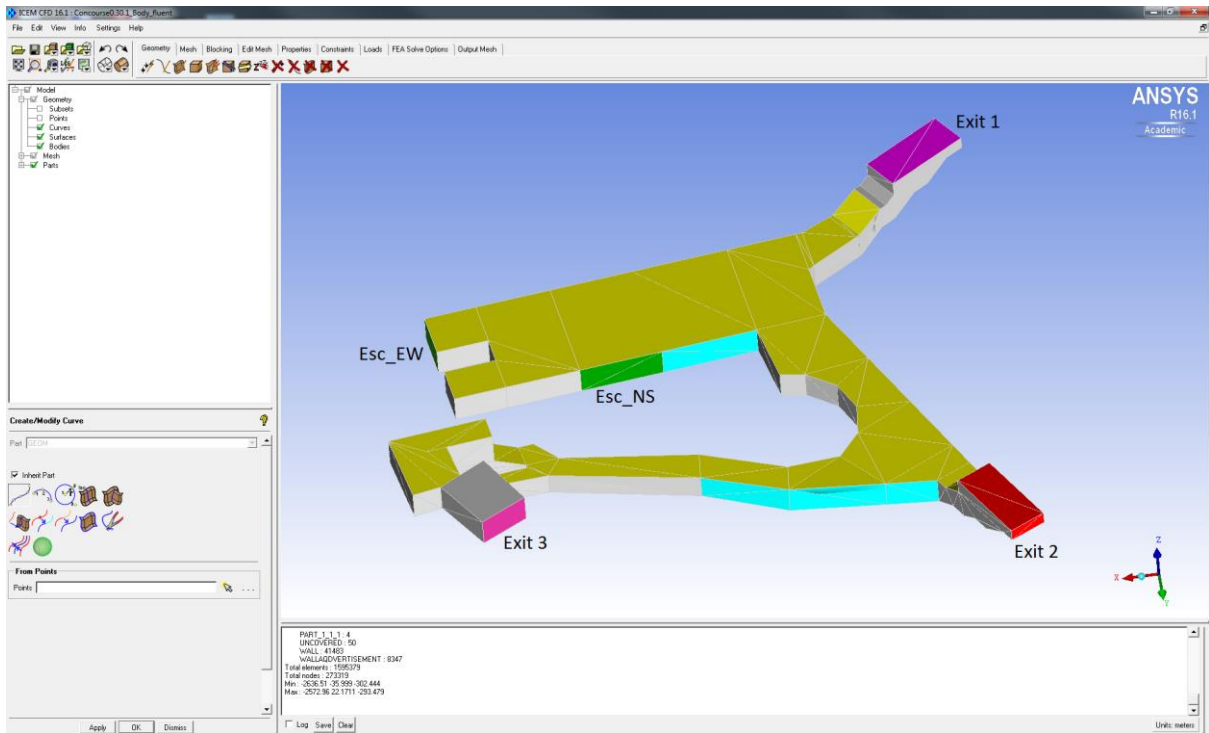 ICEM CFD 16.1 : Concourse0.30.1_Body_fluent
File Edit View Info Settings Help
Geometry Mesh Blocking Edit Mesh Properties Constraints Loads FEA Solve Options Output Mesh
Model
Geometry
Subsets
Points
Curves
Surfaces
Bodies
Mesh
Parts
ANSYS
R16.1
Academic
Exit 1
Esc_EW
Esc_NS
Exit 3
Exit 2
Z
X
Y
Create/Modify Curve
Part GEOM
Inherit Part
From Points
Points
Apply OK Dismiss
PART_1_1_1 : 4
UNCOVERED : 50
WALL : 41483
WALLAQDVERTISEMENT : 8347
Total elements : 1595379
Total nodes : 273319
Min : -2636.51 -35.999 -302.444
Max : -2572.96 22.1711 -293.479
Log Save Clear
Units: meters